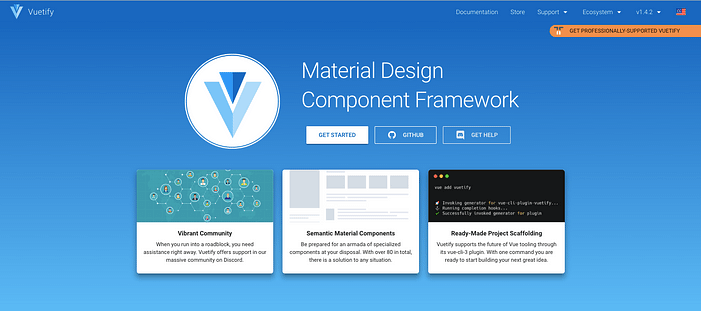 Vuetify
Documentation
Store
Support
Ecosystem
v1.4.2
GET PROFESSIONALLY-SUPPORTED VUETIFY
Material Design
Component Framework
GET STARTED
GITHUB
GET HELP
Vibrant Community
When you run into a roadblock, you need
assistance right away. Vuetify offers support in our
massive community on Discord.
Semantic Material Components
Be prepared for an armada of specialized
components at your disposal. With over 80 in total,
there is a solution to any situation.
vue add vuetify
Invoking generator for vue-cli-plugin-vuetify...
Running completion hooks...
Successfully invoked generator for plugin
Ready-Made Project Scaffolding
Vuetify supports the future of Vue tooling through
its vue-cli-3 plugin. With one command you are
ready to start building your next great idea.